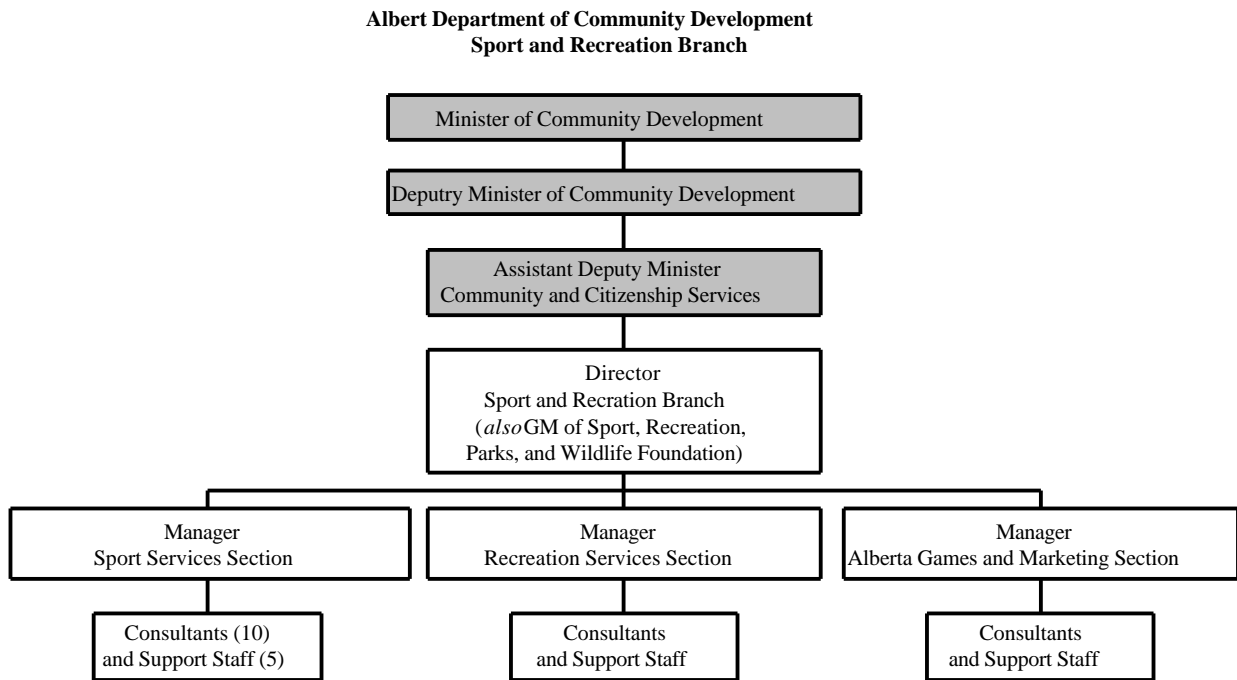 Albert Department of Community Development
Sport and Recreation Branch
Minister of Community Development
Deputry Minister of Community Development
Assistant Deputy Minister
Community and Citizenship Services
Director
Sport and Recration Branch
(also GM of Sport, Recreation,
Parks, and Wildlife Foundation)
Manager
Sport Services Section
Manager
Recreation Services Section
Manager
Alberta Games and Marketing Section
Consultants (10)
and Support Staff (5)
Consultants
and Support Staff
Consultants
and Support Staff